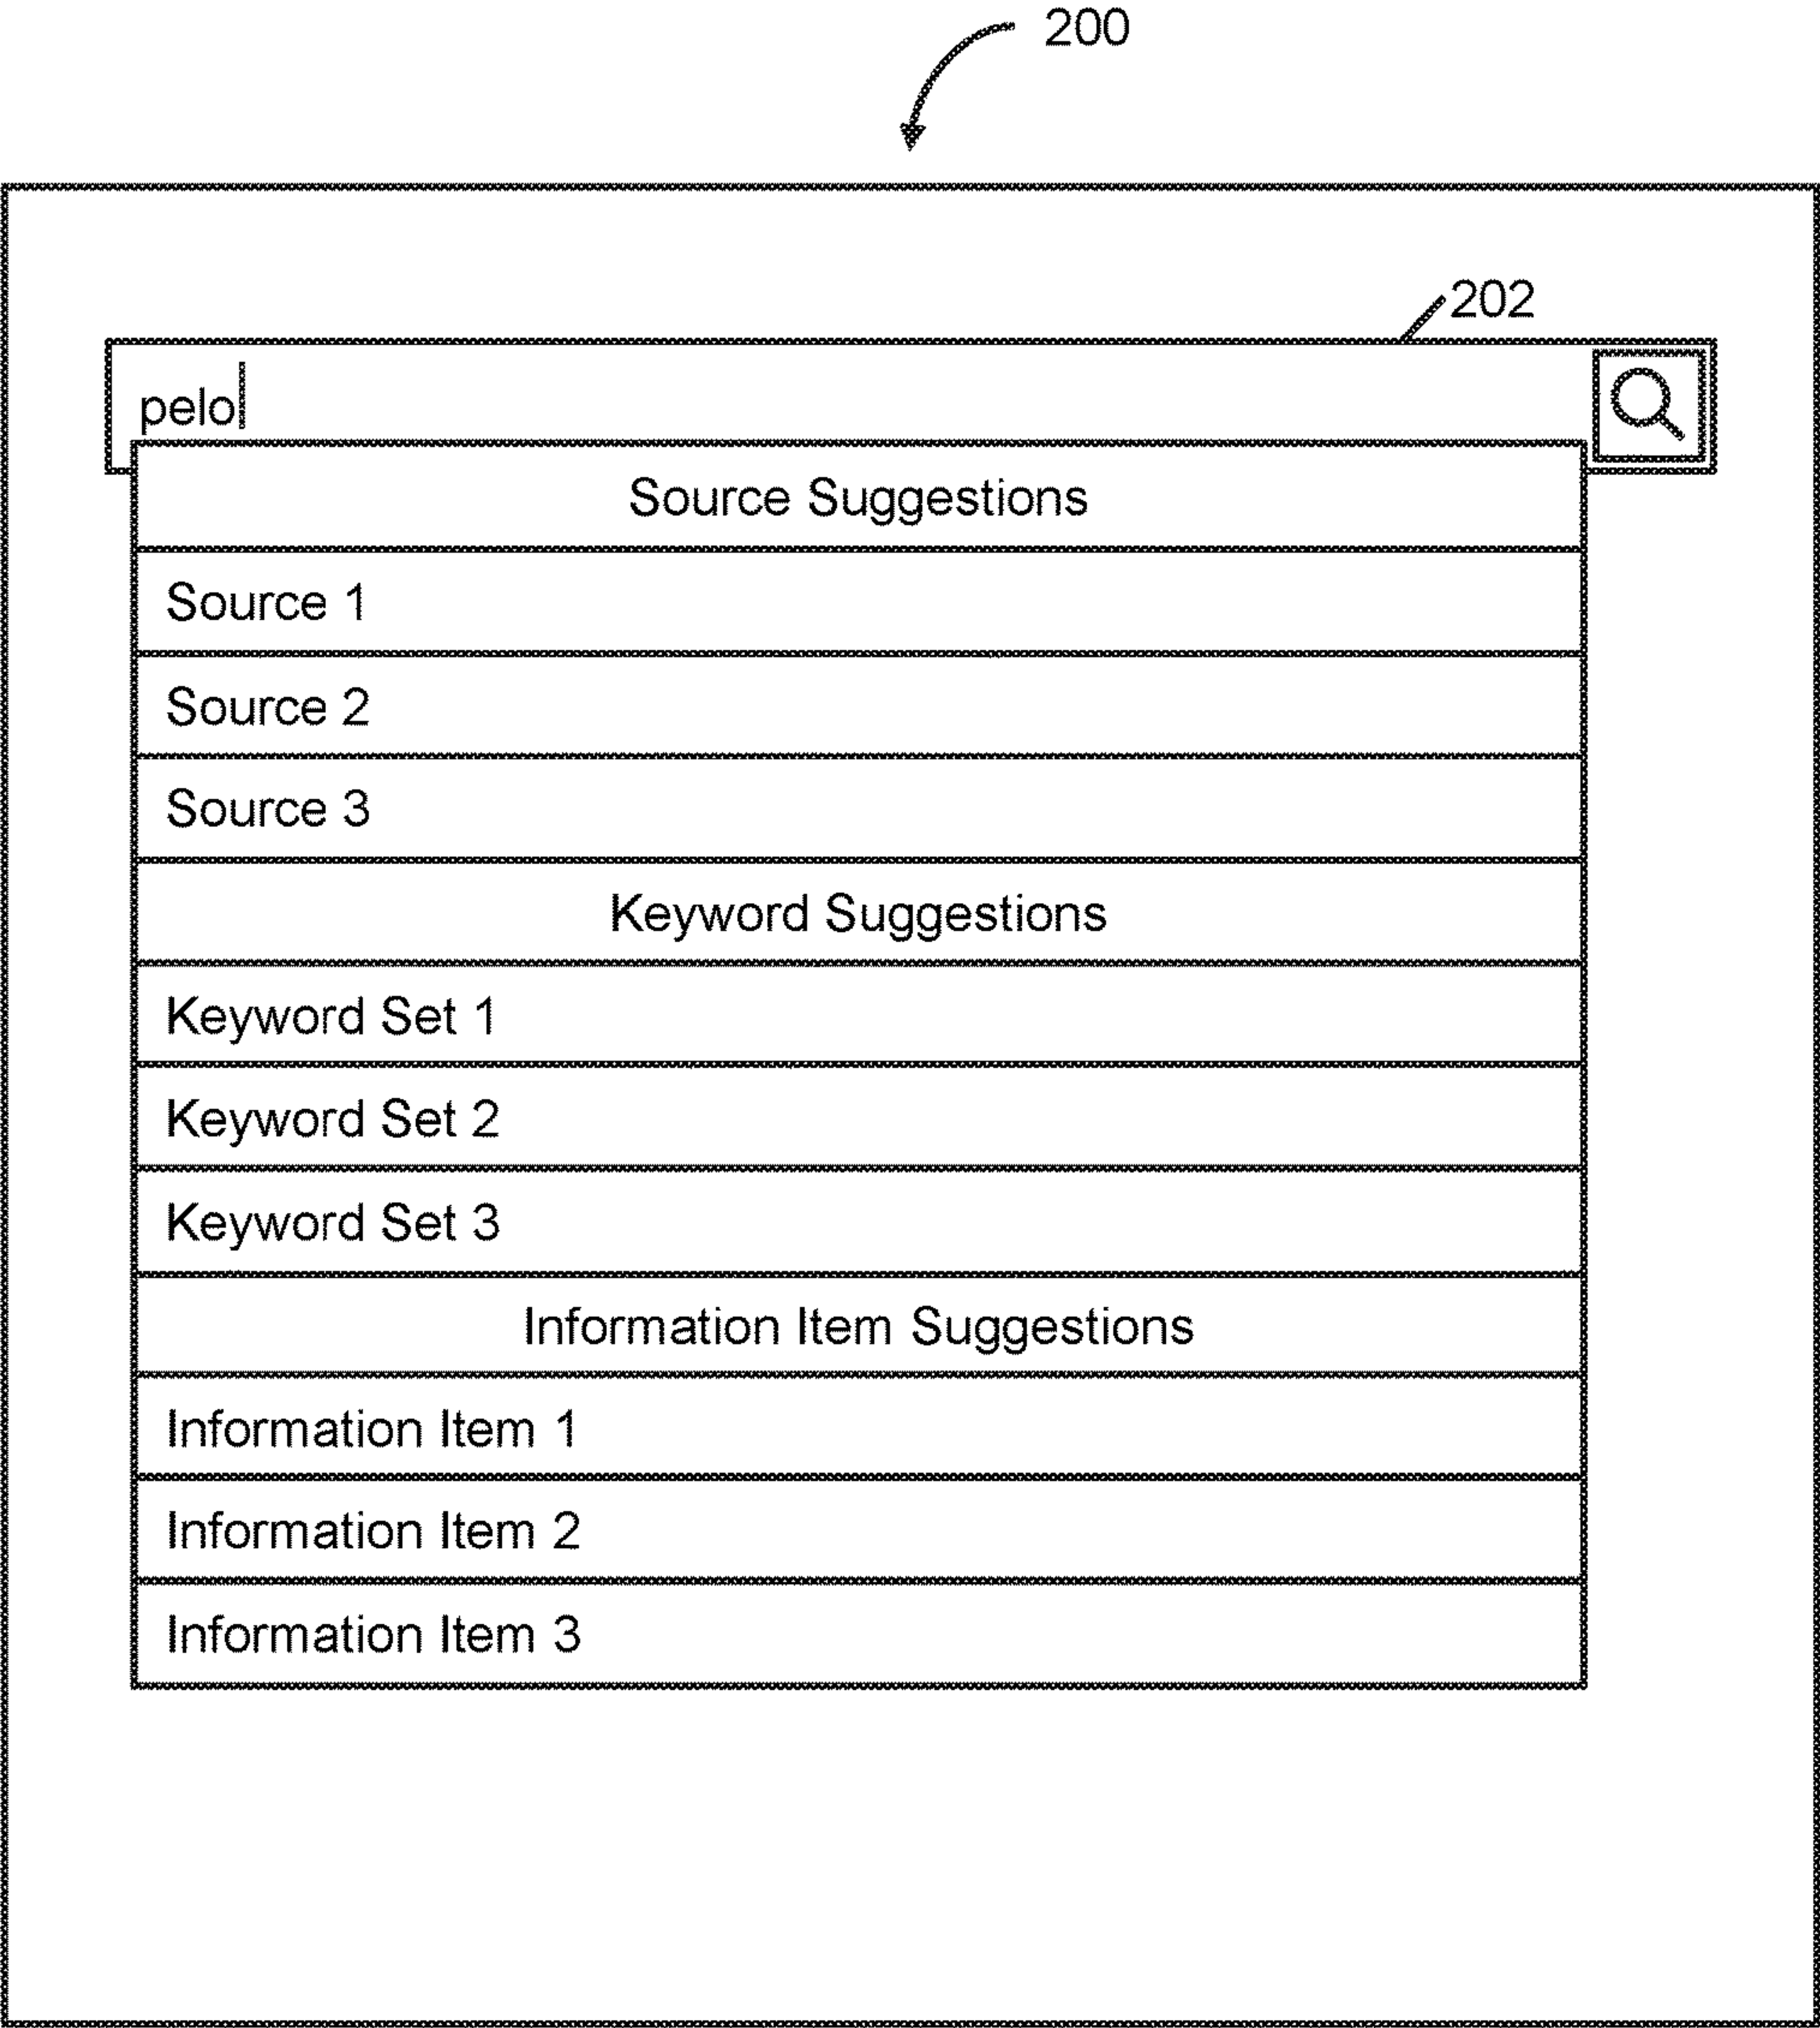 200
202
pelo
Source Suggestions
Source 1
Source 2
Source 3
Keyword Suggestions
Keyword Set 1
Keyword Set 2
Keyword Set 3
Information Item Suggestions
Information Item 1
Information Item 2
Information Item 3